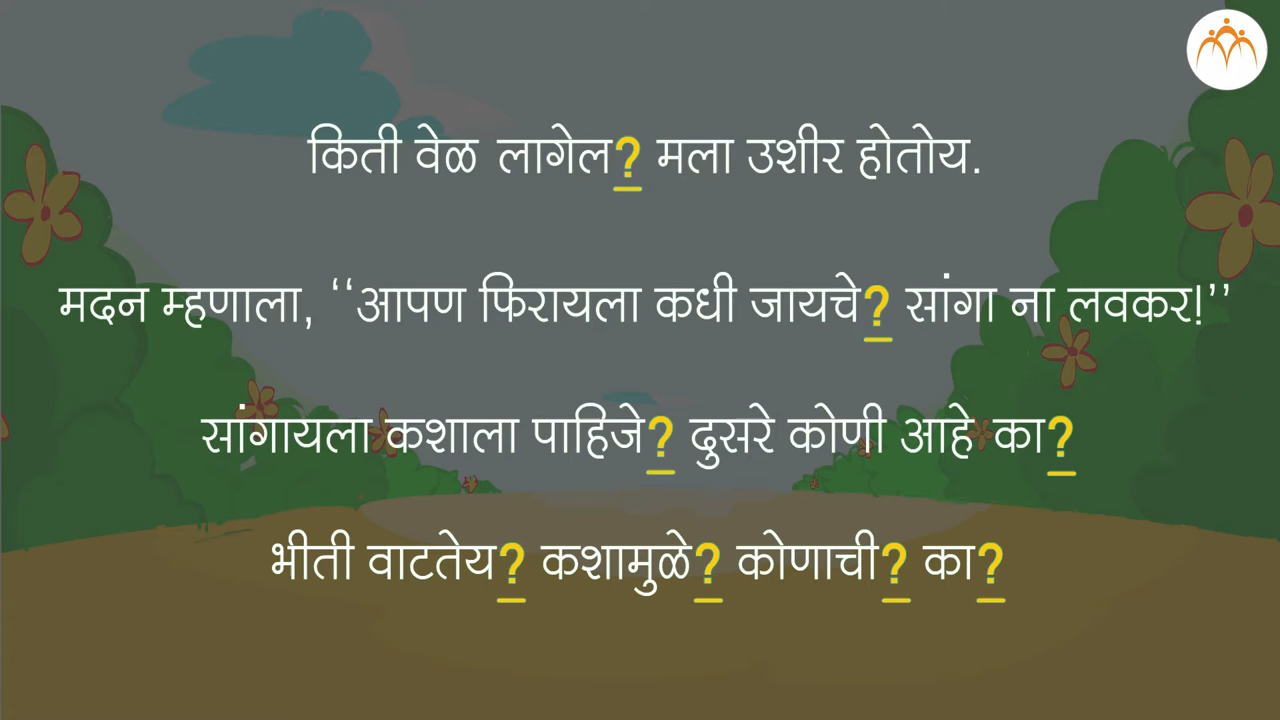 किती वेळ लागेल? मला उशीर होतोय.
मदन म्हणाला, ‘‘आपण फिरायला कधी जायचे? सांगा ना लवकर!’’
सांगायला कशाला पाहिजे? दुसरे कोणी आहे का?
भीती वाटतेय? कशामुळे? कोणाची? का?